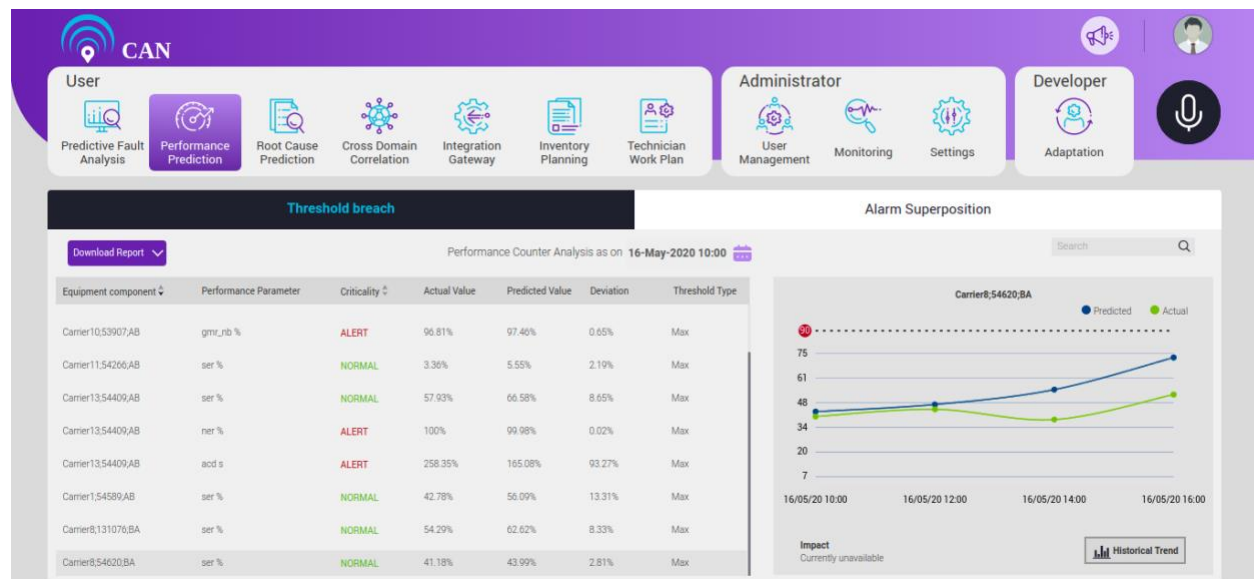 CAN
User
Predictive Fault Analysis
Performance Prediction
Root Cause Prediction
Cross Domain Correlation
Integration Gateway
Inventory Planning
Technician Work Plan
Administrator
User Management
Monitoring
Settings
Developer
Adaptation
Threshold breach
Alarm Superposition
Download Report
Performance Counter Analysis as on 16-May-2020 10:00
Search
Equipment component Performance Parameter Criticality Actual Value Predicted Value Deviation Threshold Type
Carrier10;53907;AB gmr_nb % ALERT 96.81% 97.46% 0.65% Max
Carrier11;54266;AB ser % NORMAL 3.36% 5.55% 2.19% Max
Carrier13;54409;AB ser % NORMAL 57.93% 66.58% 8.65% Max
Carrier13;54409;AB ner % ALERT 100% 99.98% 0.02% Max
Carrier13;54409;AB acd s ALERT 258.35% 165.08% 93.27% Max
Carrier1;54589;AB ser % NORMAL 42.78% 56.09% 13.31% Max
Carrier8;131076;BA ser % NORMAL 54.29% 62.62% 8.33% Max
Carrier8;54620;BA ser % NORMAL 41.18% 43.99% 2.81% Max
Carrier8;54620;BA
Predicted Actual
90
75
61
48
34
20
7
16/05/20 10:00 16/05/20 12:00 16/05/20 14:00 16/05/20 16:00
Impact
Currently unavailable
Historical Trend